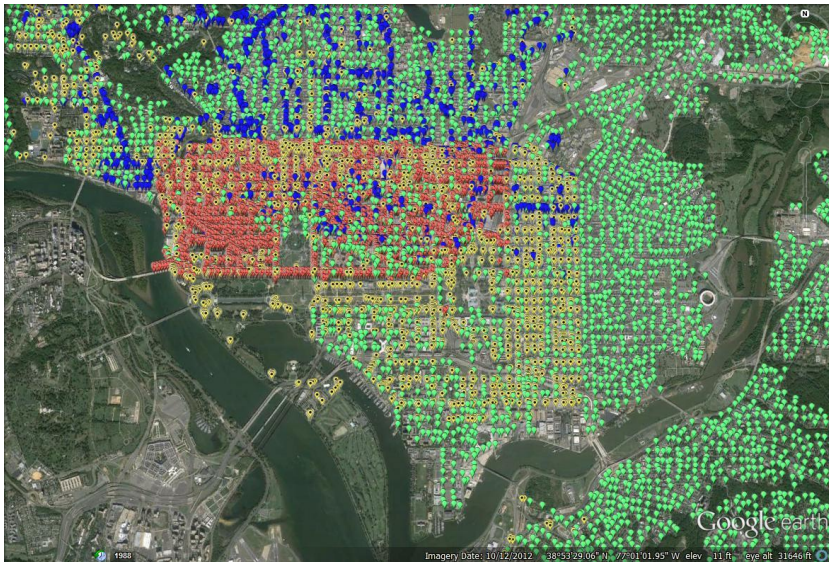 N
Google earth
1988
Imagery Date: 10/12/2012 38°53'29.06" N 77°01'01.95" W elev 11 ft eye alt 31646 ft